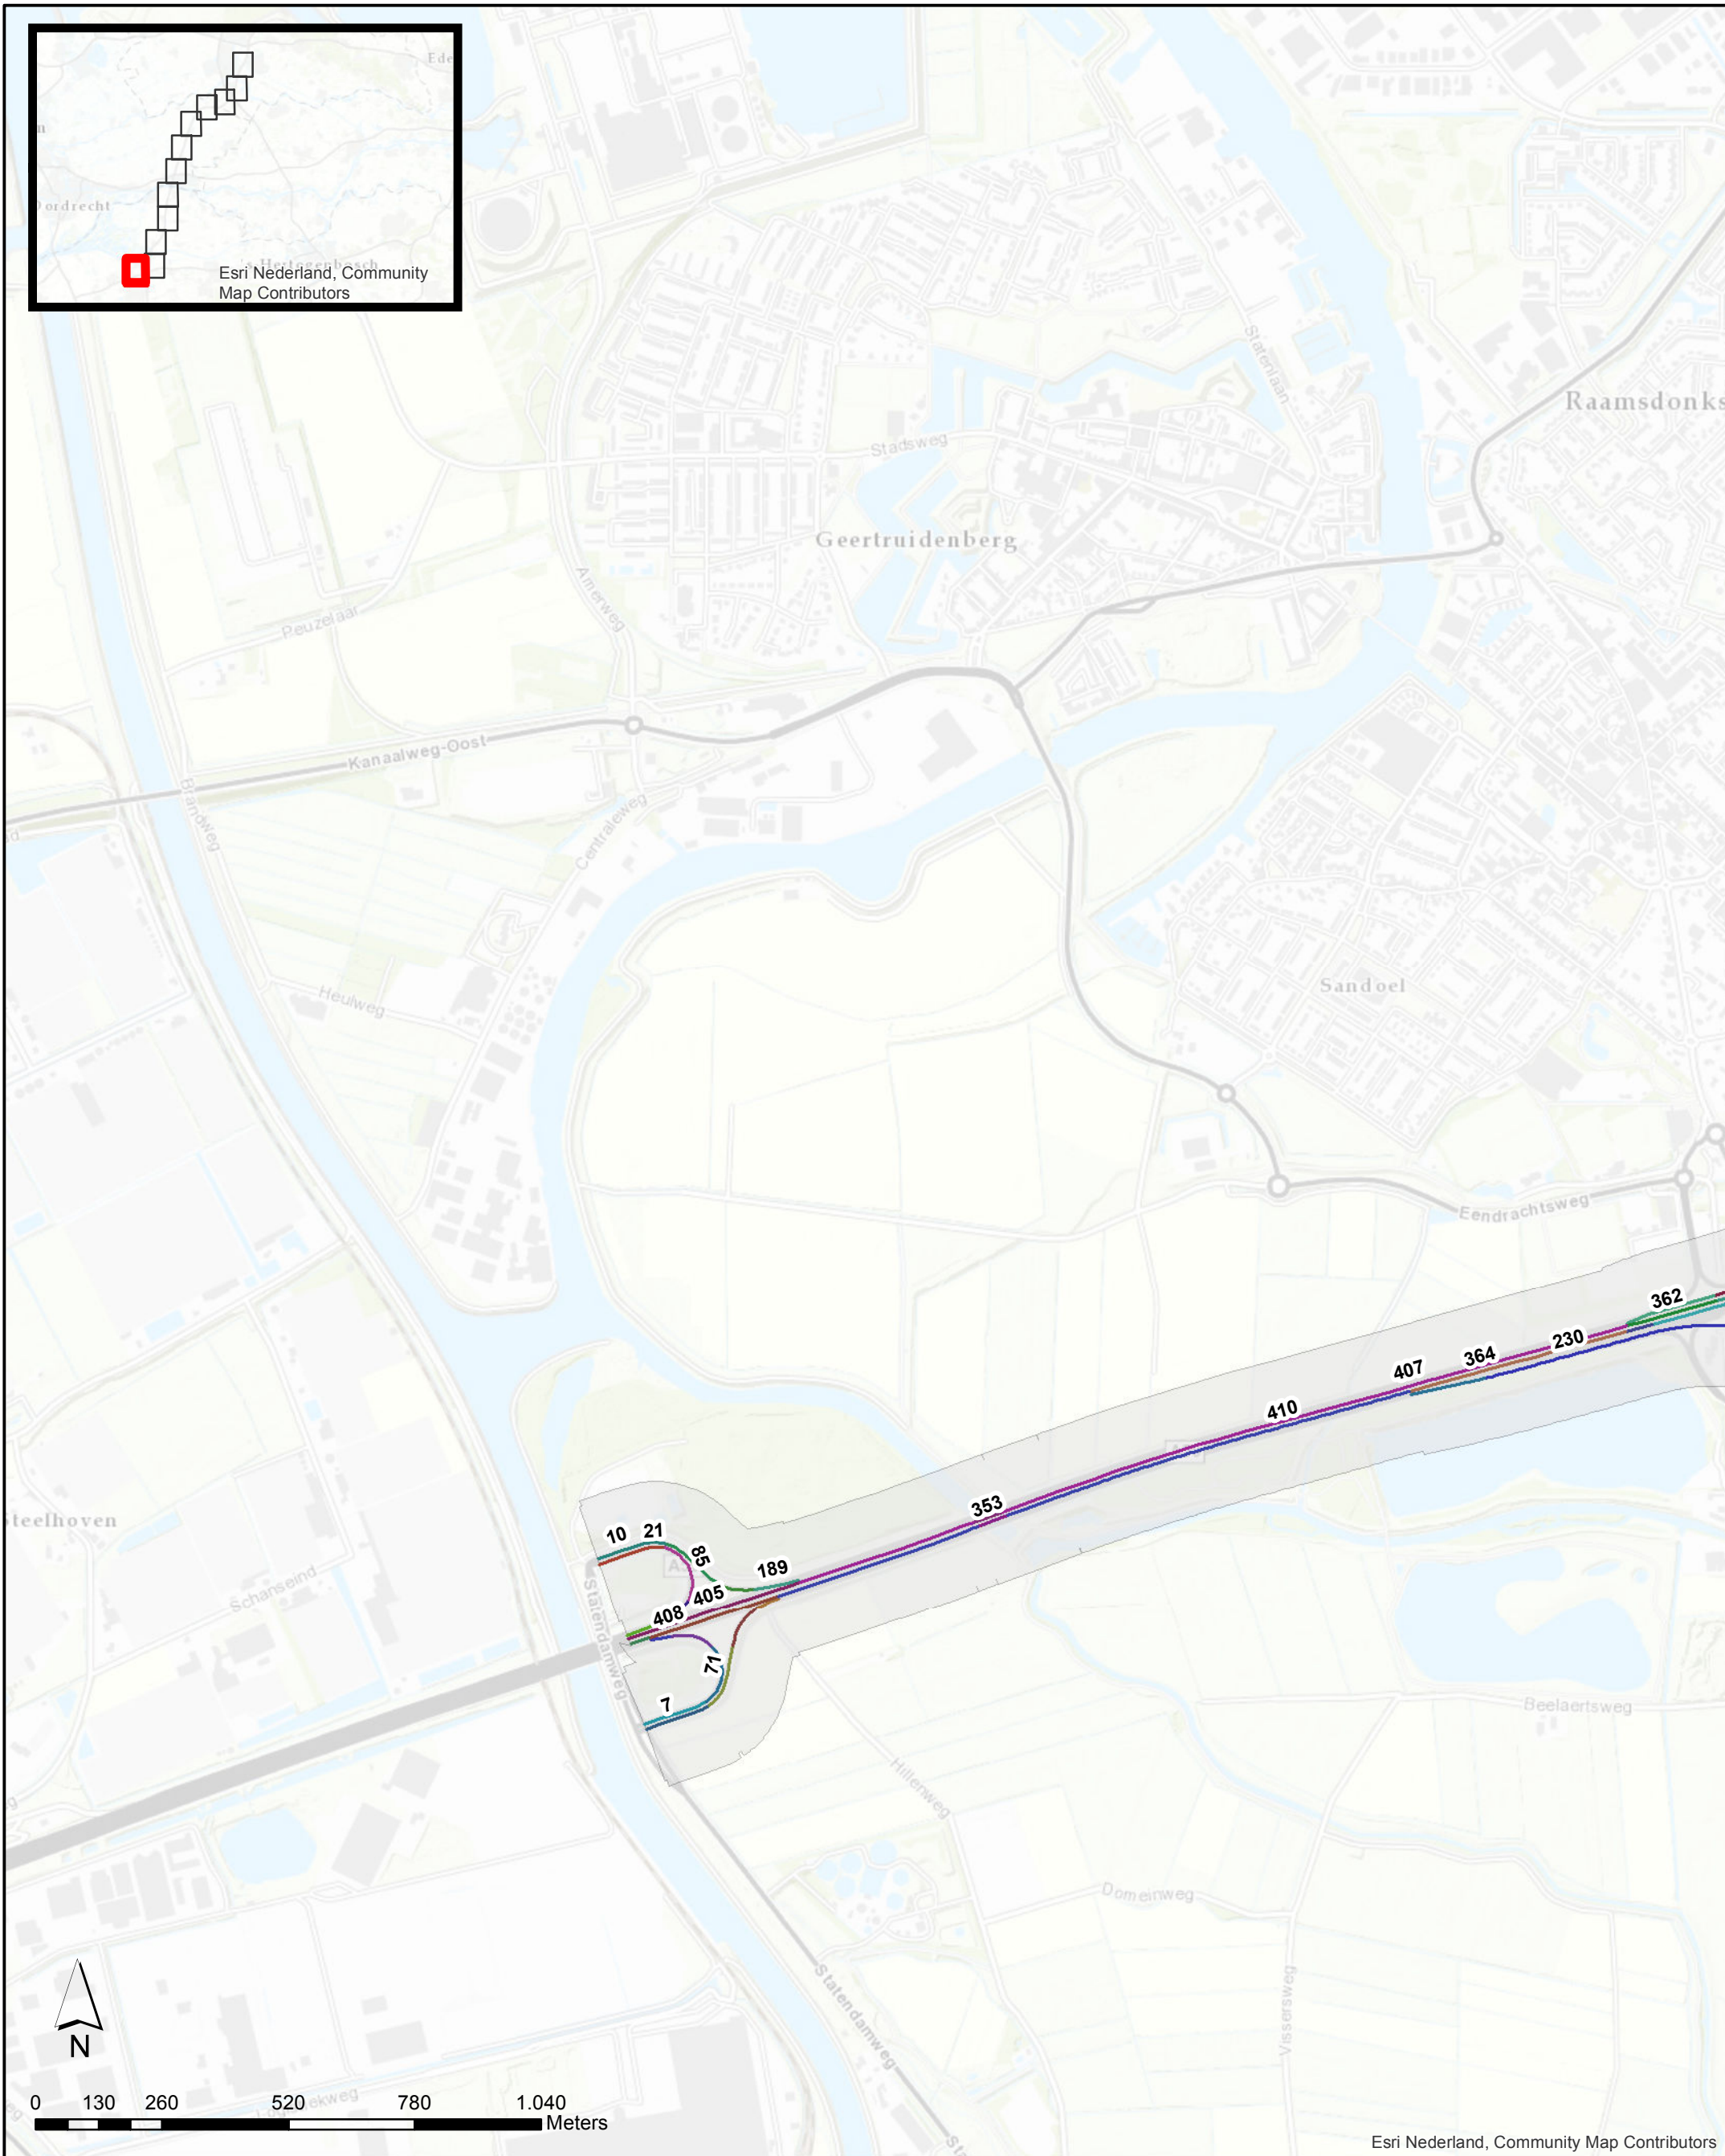 Ede
Dordrecht
's-Hertogenbosch
Esri Nederland, Community
Map Contributors
Statenlaan
Raamsdonks
Stadsweg
Geertruidenberg
Amerweg
Peuzelaar
Kanaalweg-Oost
Brandweg
Centraleweg
Heulweg
Sandoel
Eendrachtsweg
362
230
364
407
410
353
10
21
85
189
405
408
71
7
Steelhoven
Schanseind
Statendamweg
Beelaertsweg
Hillenweg
Domeinweg
Statendamweg
Vissersweg
N
0 130 260 520 780 1.040
Meters
Esri Nederland, Community Map Contributors